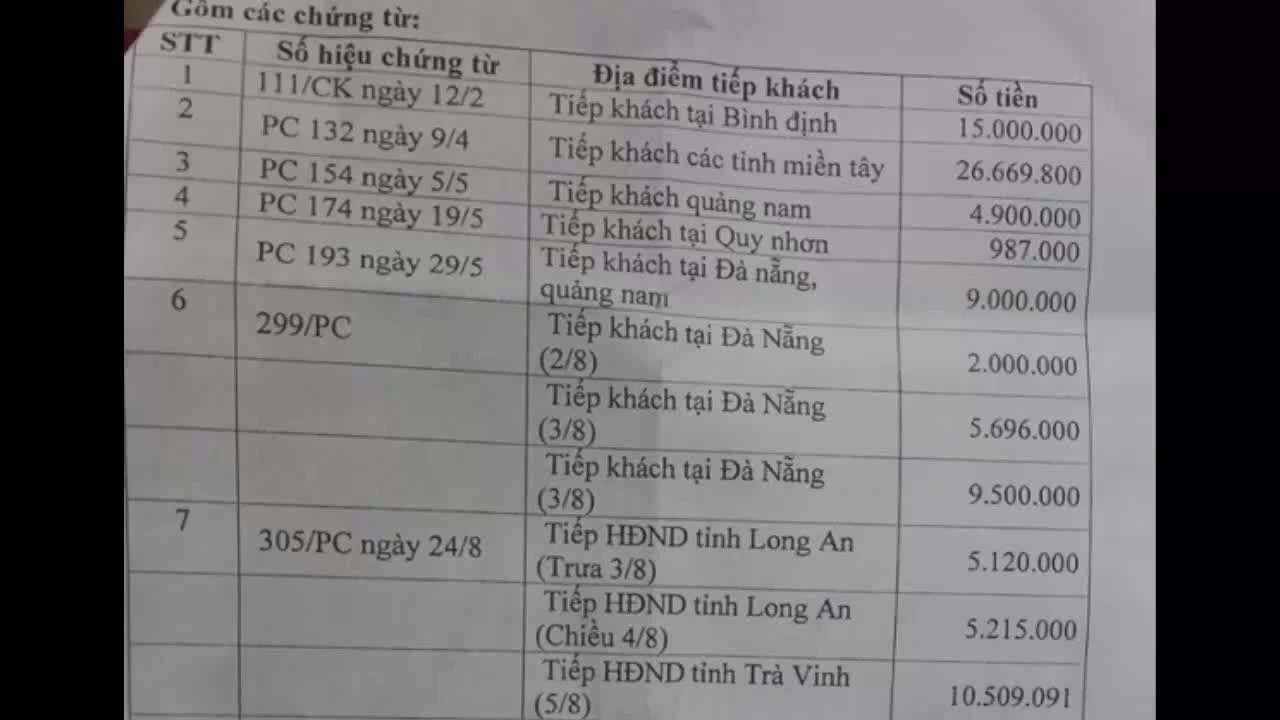 Gồm các chứng từ:
STT Số hiệu chứng từ Địa điểm tiếp khách Số tiền
1 111/CK ngày 12/2 Tiếp khách tại Bình định 15.000.000
2 PC 132 ngày 9/4 Tiếp khách các tỉnh miền tây 26.669.800
3 PC 154 ngày 5/5 Tiếp khách quảng nam 4.900.000
4 PC 174 ngày 19/5 Tiếp khách tại Quy nhơn 987.000
5 PC 193 ngày 29/5 Tiếp khách tại Đà nẵng,
quảng nam 9.000.000
6 299/PC Tiếp khách tại Đà Nẵng
(2/8) 2.000.000
Tiếp khách tại Đà Nẵng
(3/8) 5.696.000
Tiếp khách tại Đà Nẵng
(3/8) 9.500.000
7 305/PC ngày 24/8 Tiếp HĐND tỉnh Long An
(Trưa 3/8) 5.120.000
Tiếp HĐND tỉnh Long An
(Chiều 4/8) 5.215.000
Tiếp HĐND tỉnh Trà Vinh
(5/8) 10.509.091